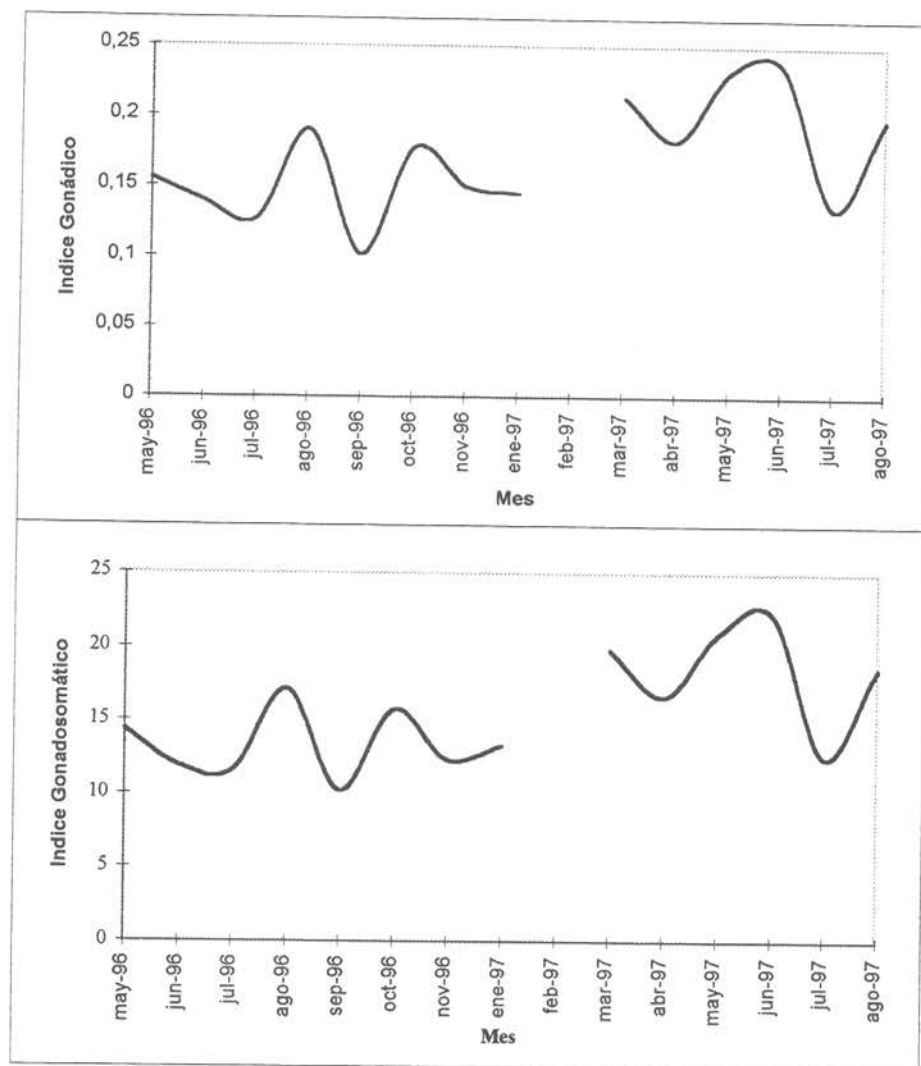 0,25
0,2
0,15
0,1
0,05
0
Indice Gonádico
may-96
jun-96
jul-96
ago-96
sep-96
oct-96
nov-96
ene-97
feb-97
mar-97
abr-97
may-97
jun-97
jul-97
ago-97
Mes
25
20
15
10
5
0
Indice Gonadosomático
may-96
jun-96
jul-96
ago-96
sep-96
oct-96
nov-96
ene-97
feb-97
mar-97
abr-97
may-97
jun-97
jul-97
ago-97
Mes